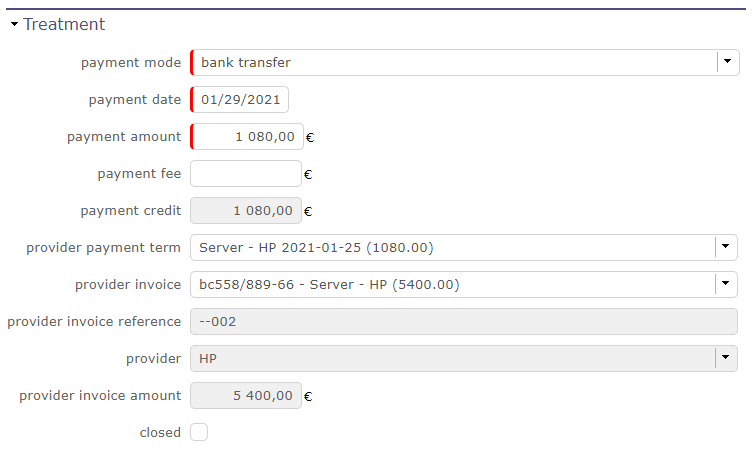 Treatment
payment mode bank transfer
payment date 01/29/2021
payment amount 1 080,00 €
payment fee €
payment credit 1 080,00 €
provider payment term Server - HP 2021-01-25 (1080.00)
provider invoice bc558/889-66 - Server - HP (5400.00)
provider invoice reference --002
provider HP
provider invoice amount 5 400,00 €
closed